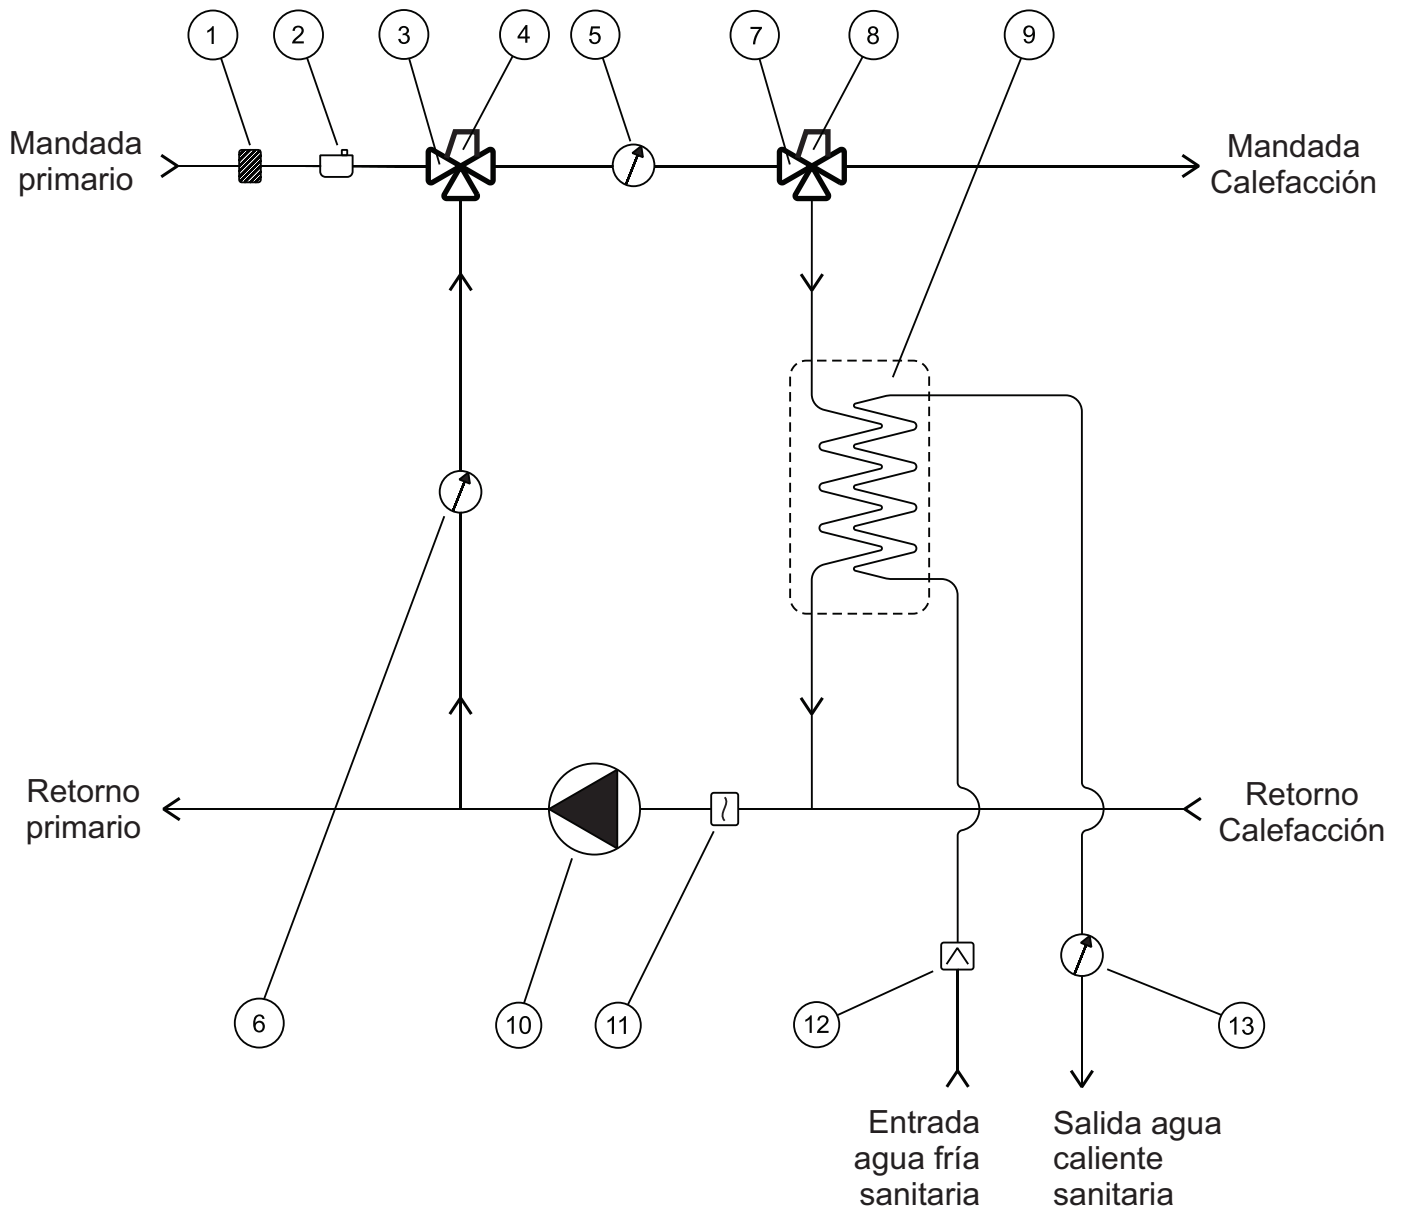 1
2
3
4
5
7
8
9
Mandada
primario
Mandada
Calefacción
Retorno
primario
Retorno
Calefacción
6
10
11
12
13
Entrada
agua fría
sanitaria
Salida agua
caliente
sanitaria